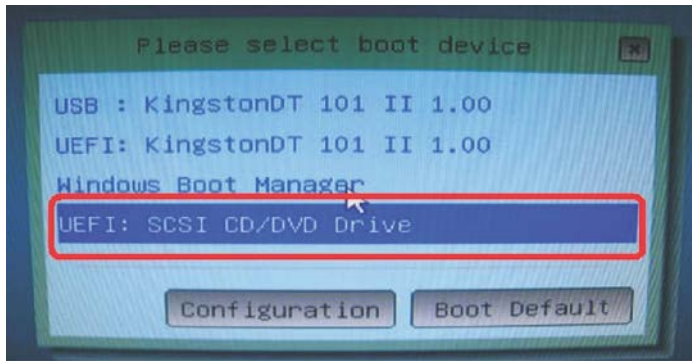 Please select boot device
USB : KingstonDT 101 II 1.00
UEFI: KingstonDT 101 II 1.00
Windows Boot Manager
UEFI: SCSI CD/DVD Drive
Configuration Boot Default